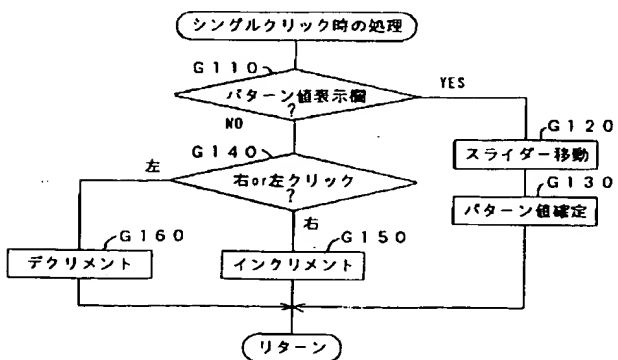 シングルクリック時の処理
G110
パターン値表示欄
?
YES
NO
G120
スライダー移動
G140
右or左クリック
?
左
G130
パターン値確定
右
G160
デクリメント
G150
インクリメント
リターン